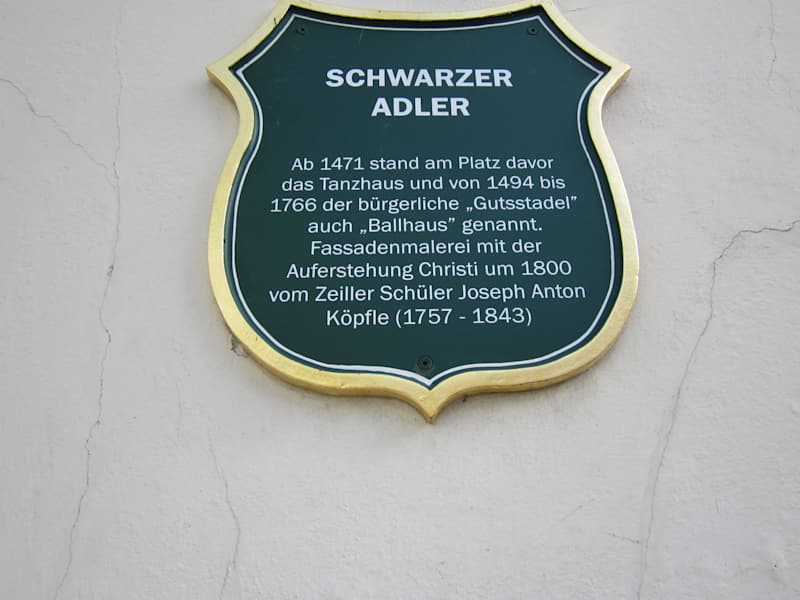 SCHWARZER
ADLER
Ab 1471 stand am Platz davor
das Tanzhaus und von 1494 bis
1766 der bürgerliche „Gutsstadel”
auch „Ballhaus” genannt.
Fassadenmalerei mit der
Auferstehung Christi um 1800
vom Zeiller Schüler Joseph Anton
Köpfle (1757 - 1843)